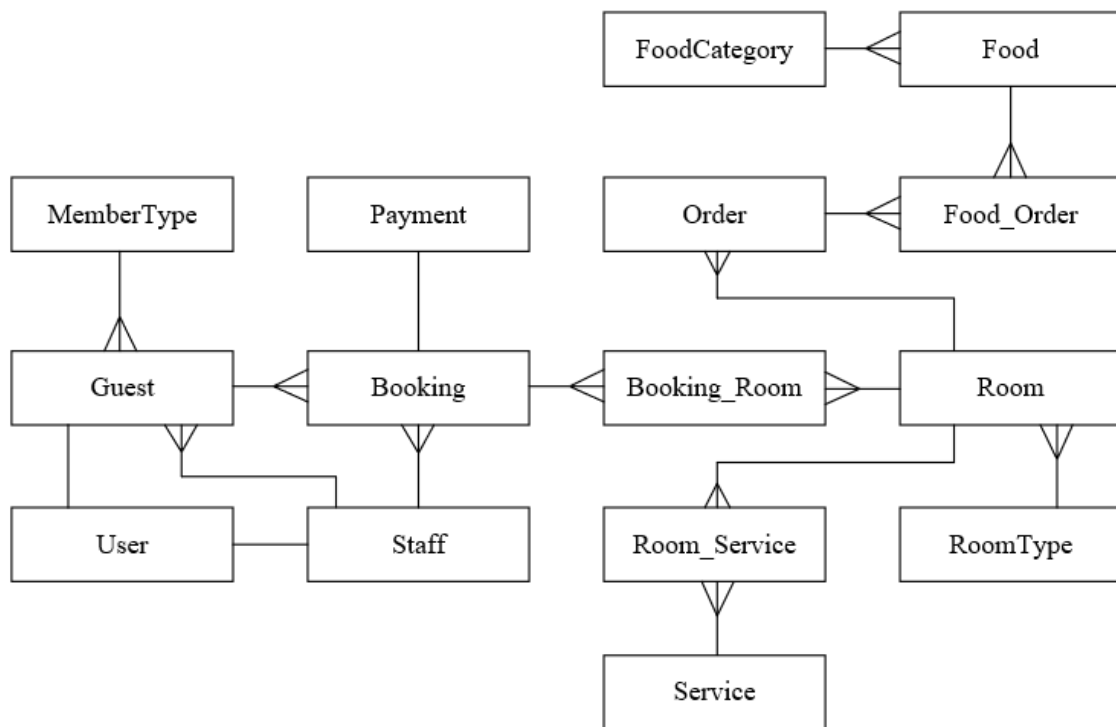 FoodCategory
Food
MemberType
Payment
Order
Food_Order
Guest
Booking
Booking_Room
Room
User
Staff
Room_Service
RoomType
Service